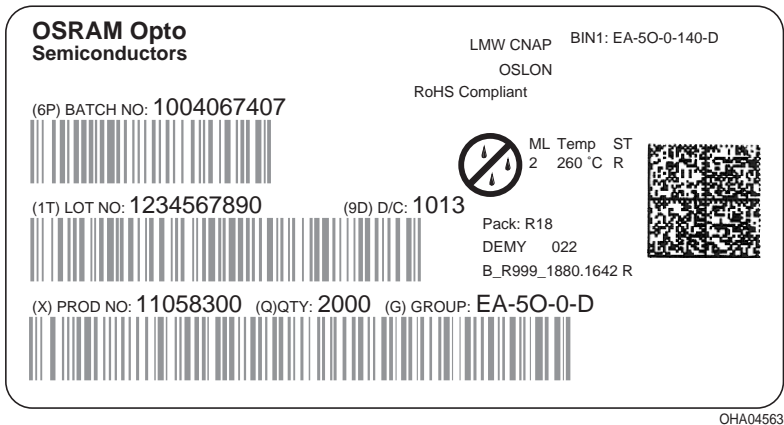 OSRAM Opto
Semiconductors
LMW CNAP
BIN1: EA-5O-0-140-D
OSLON
RoHS Compliant
(6P) BATCH NO: 1004067407
ML Temp ST
2 260 °C R
(1T) LOT NO: 1234567890 (9D) D/C: 1013
Pack: R18
DEMY 022
B_R999_1880.1642 R
(X) PROD NO: 11058300 (Q)QTY: 2000 (G) GROUP: EA-5O-0-D
OHA04563